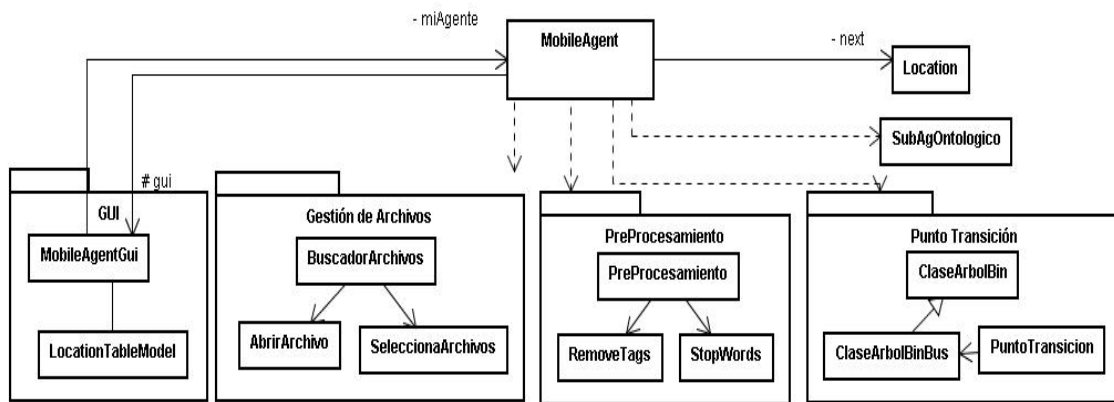 - miAgente
MobileAgent
- next
Location
SubAgOntologico
# gui
GUI
MobileAgentGui
LocationTableModel
Gestión de Archivos
BuscadorArchivos
AbrirArchivo
SeleccionaArchivos
PreProcesamiento
PreProcesamiento
RemoveTags
StopWords
Punto Transición
ClaseArbolBin
ClaseArbolBinBus
PuntoTransicion